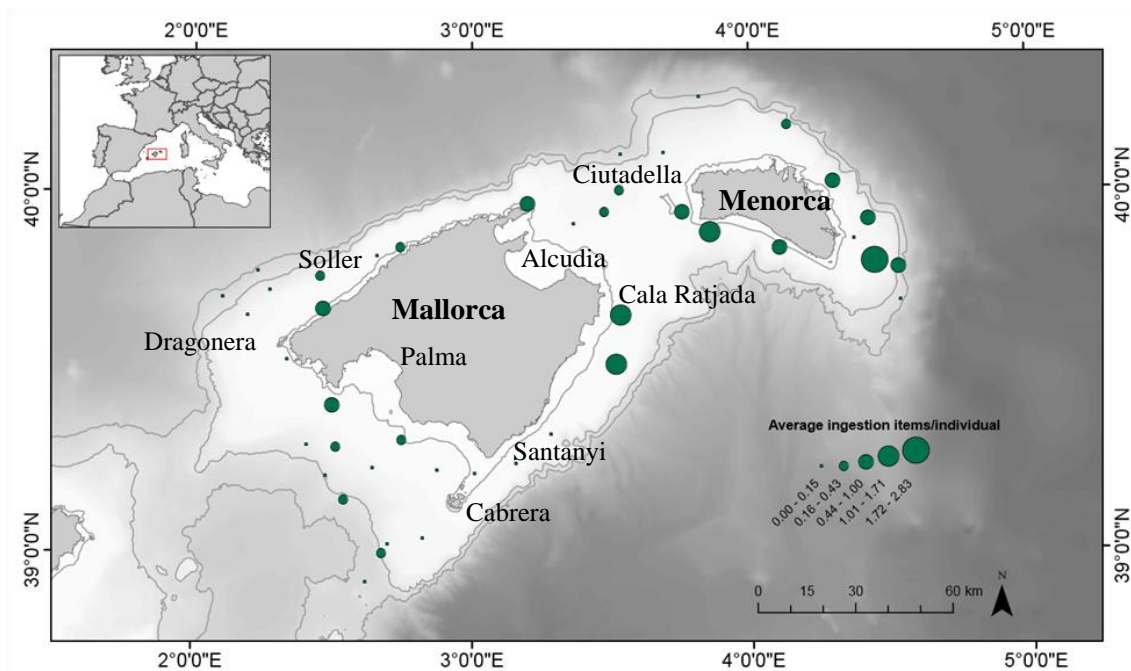 2°0'0"E 3°0'0"E 4°0'0"E 5°0'0"E
40°0'0"N
40°0'0"N
Ciutadella
Menorca
Soller
Alcudia
Mallorca
Cala Ratjada
Dragonera
Palma
Average ingestion items/individual
0.00 - 0.15
0.16 - 0.43
0.44 - 1.00
1.01 - 1.71
1.72 - 2.83
Santanyi
Cabrera
39°0'0"N
39°0'0"N
N
0 15 30 60 km
2°0'0"E 3°0'0"E 4°0'0"E 5°0'0"E